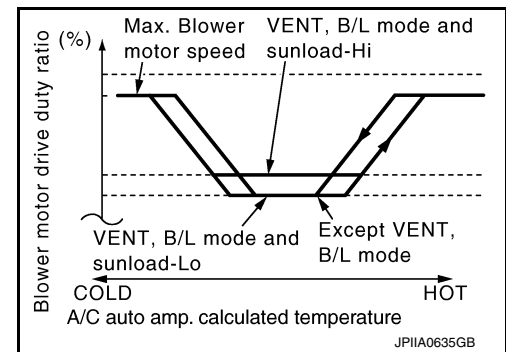 Blower motor drive duty ratio
(%)
Max. Blower
motor speed
VENT, B/L mode and
sunload-Hi
VENT, B/L mode and
sunload-Lo
Except VENT,
B/L mode
COLD
HOT
A/C auto amp. calculated temperature
JPIIA0635GB